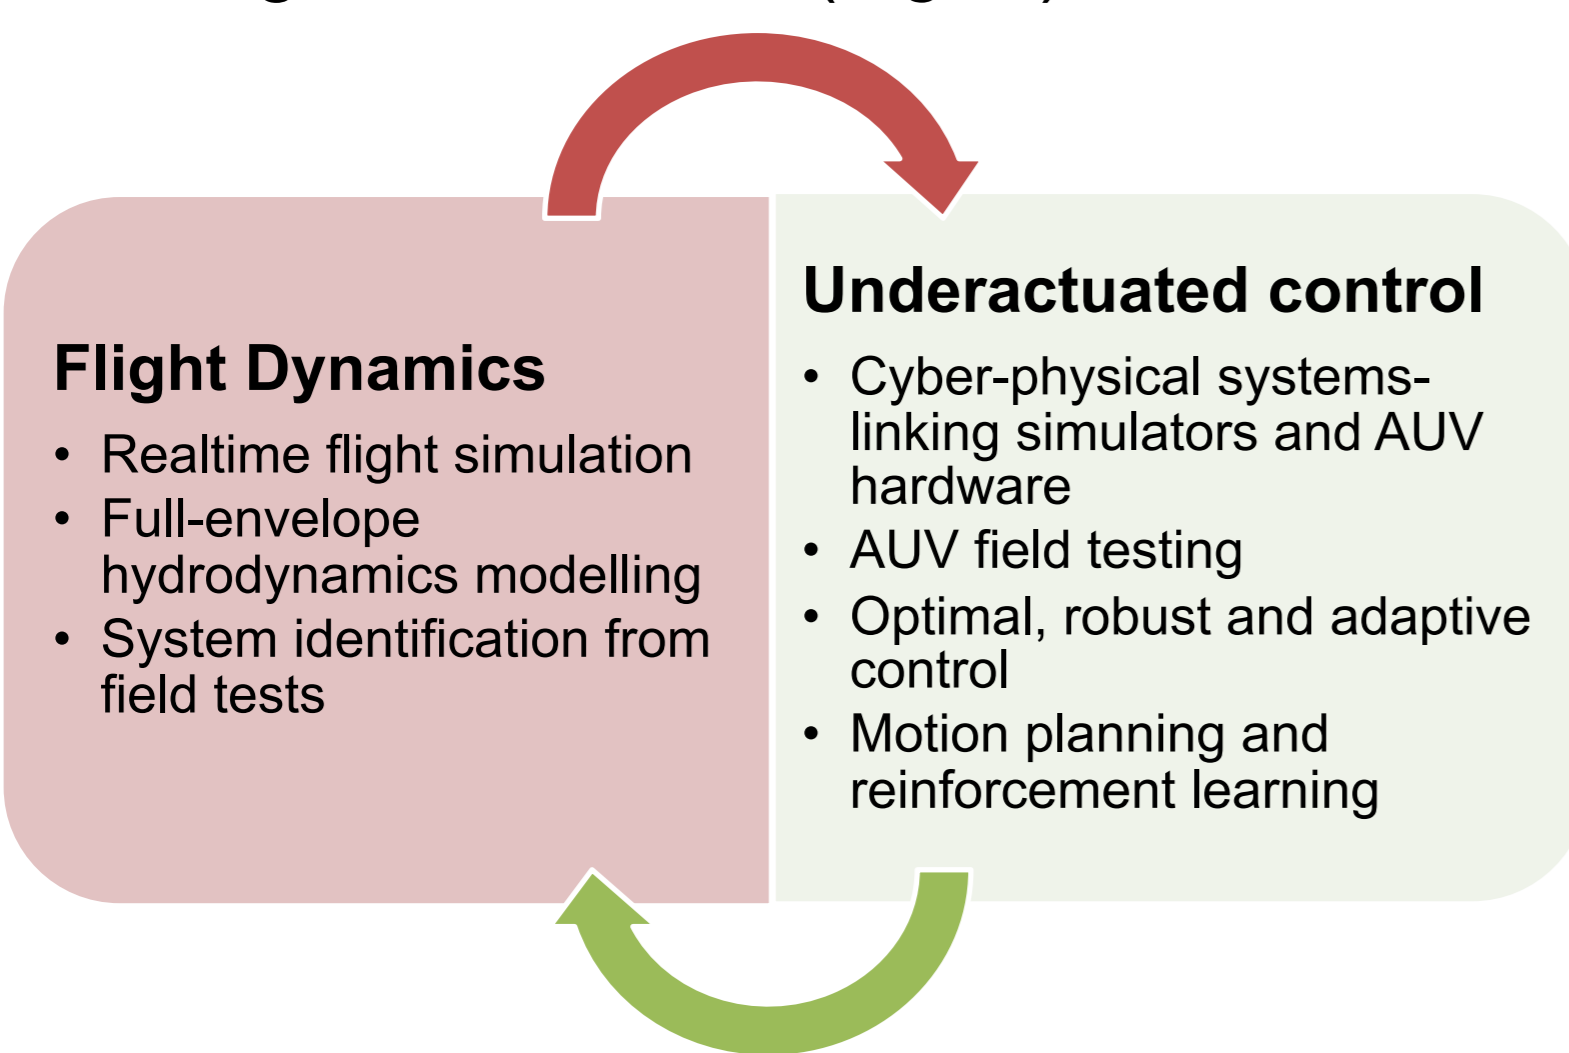 Flight Dynamics
• Realtime flight simulation
• Full-envelope
hydrodynamics modelling
• System identification from
field tests
Underactuated control
• Cyber-physical systems-
linking simulators and AUV
hardware
• AUV field testing
• Optimal, robust and adaptive
control
• Motion planning and
reinforcement learning